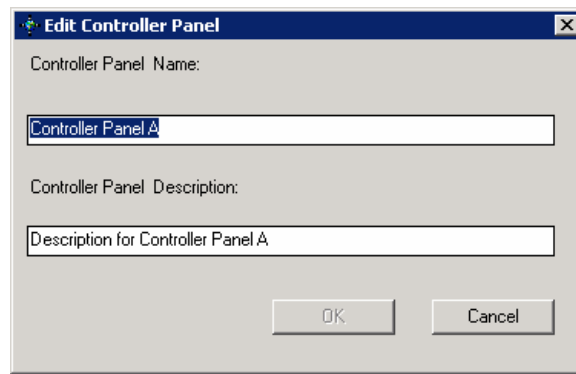 Edit Controller Panel
Controller Panel Name:
Controller Panel A
Controller Panel Description:
Description for Controller Panel A
OK Cancel